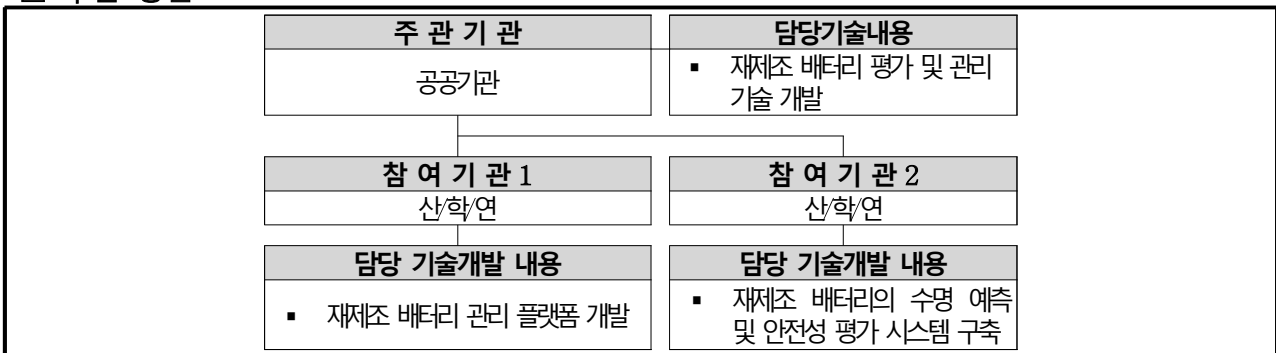 주 관 기 관
담당기술내용
공공기관
▪ 재제조 배터리 평가 및 관리
기술 개발
참 여 기 관 1
참 여 기 관 2
산/학/연
산/학/연
담당 기술개발 내용
담당 기술개발 내용
▪ 재제조 배터리 관리 플랫폼 개발
▪ 재제조 배터리의 수명 예측
및 안전성 평가 시스템 구축